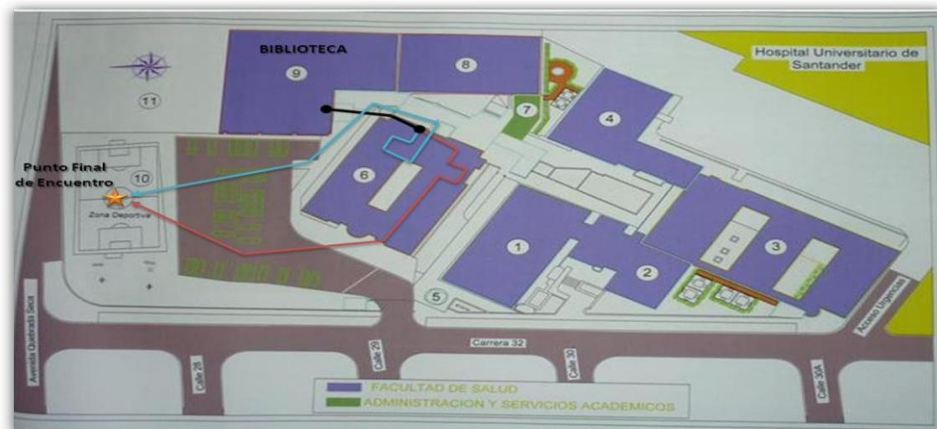 BIBLIOTECA
Hospital Universitario de
Santander
9
8
11
7
4
Punto Final
de Encuentro
10
6
Zona Deportiva
1
3
2
5
Acceso Urgencias
Avenida Quebrada Seca
Carrera 32
Calle 28
Calle 29
Calle 30
Calle 30A
FACULTAD DE SALUD
ADMINISTRACION Y SERVICIOS ACADEMICOS